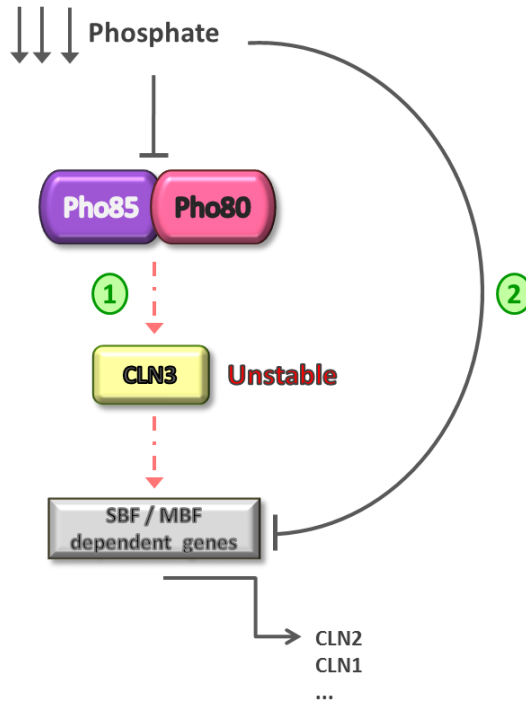 Phosphate
Pho85 Pho80
1
2
CLN3 Unstable
SBF / MBF
dependent genes
CLN2
CLN1
...